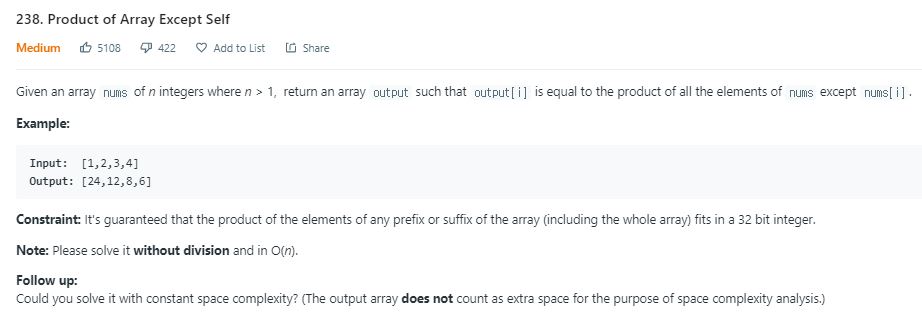 238. Product of Array Except Self
Medium 5108 422 Add to List Share
Given an array nums of n integers where n > 1, return an array output such that output[i] is equal to the product of all the elements of nums except nums[i].
Example:
Input: [1,2,3,4]
Output: [24,12,8,6]
Constraint: It's guaranteed that the product of the elements of any prefix or suffix of the array (including the whole array) fits in a 32 bit integer.
Note: Please solve it without division and in O(n).
Follow up:
Could you solve it with constant space complexity? (The output array does not count as extra space for the purpose of space complexity analysis.)